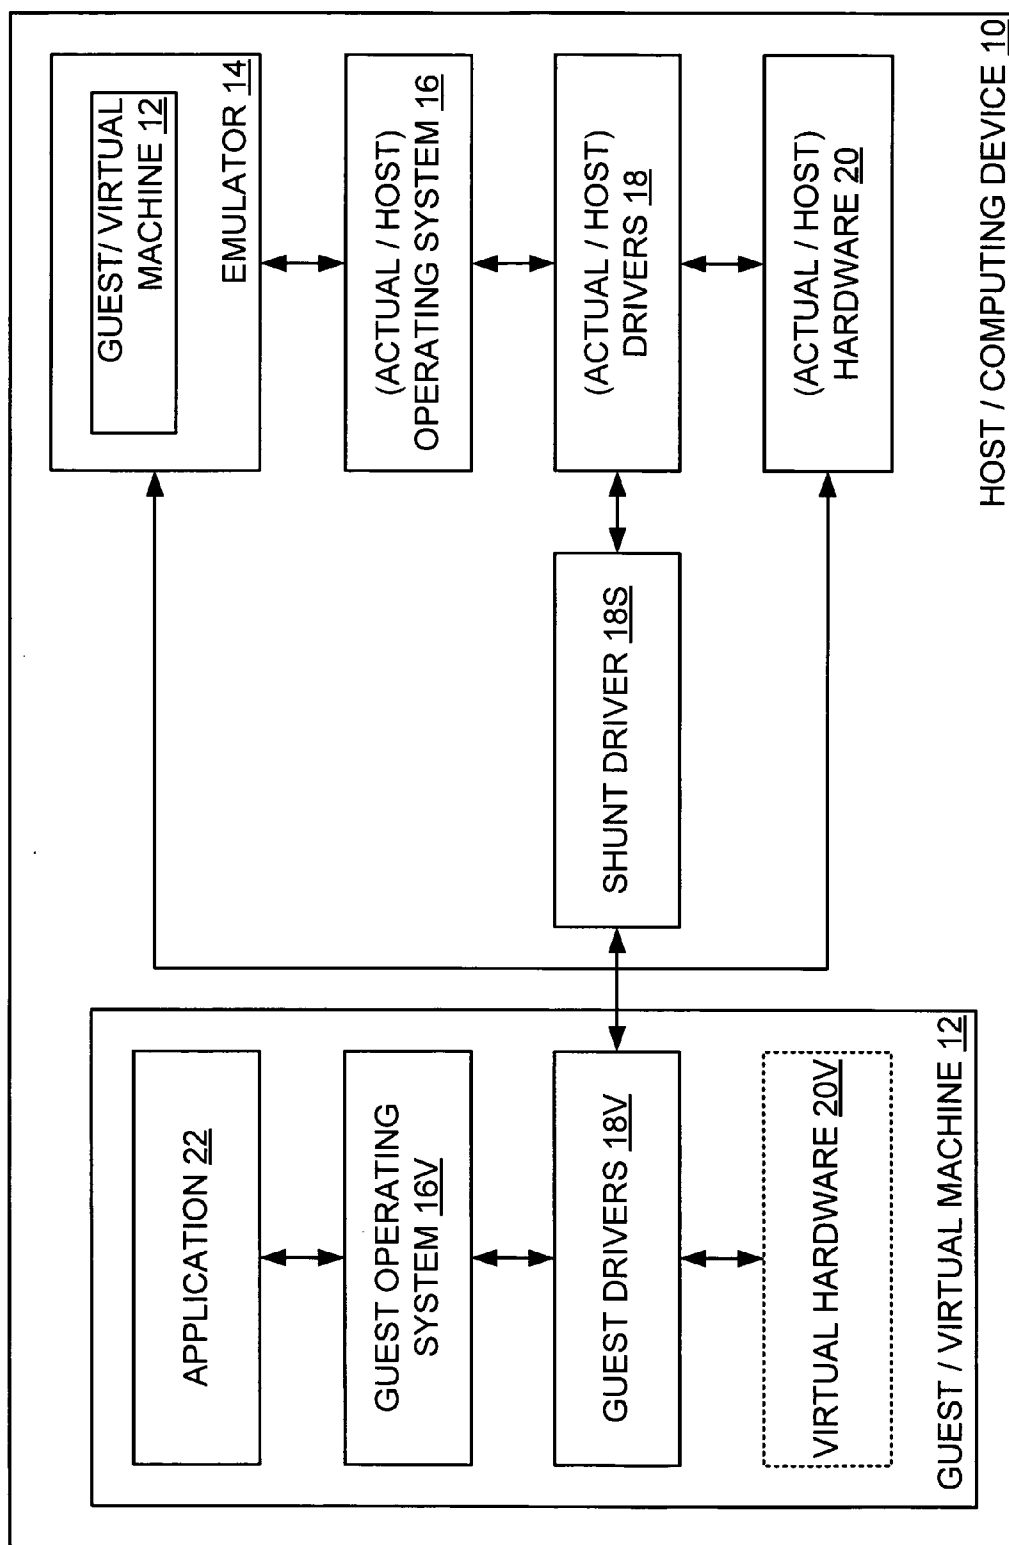 APPLICATION 22
GUEST OPERATING
SYSTEM 16V
GUEST DRIVERS 18V
VIRTUAL HARDWARE 20V
GUEST / VIRTUAL MACHINE 12
SHUNT DRIVER 18S
GUEST/ VIRTUAL
MACHINE 12
EMULATOR 14
(ACTUAL / HOST)
OPERATING SYSTEM 16
(ACTUAL / HOST)
DRIVERS 18
(ACTUAL / HOST)
HARDWARE 20
HOST / COMPUTING DEVICE 10